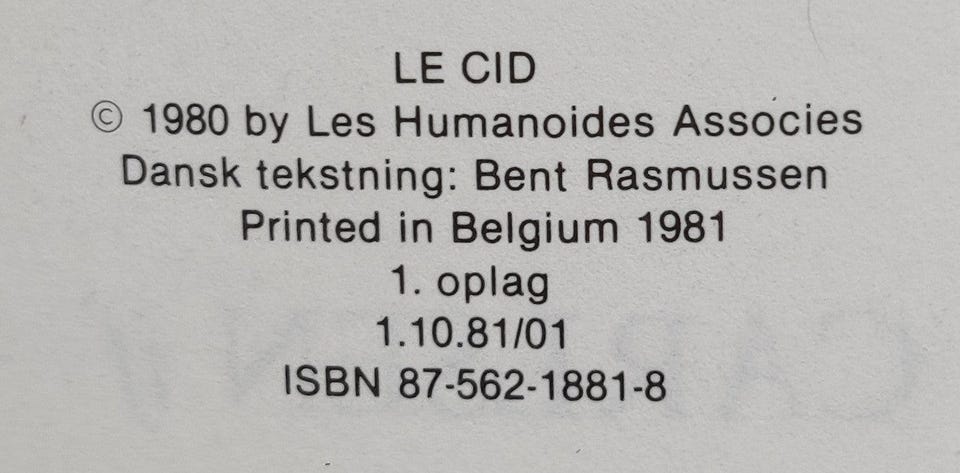 LE CID
© 1980 by Les Humanoides Associes
Dansk tekstning: Bent Rasmussen
Printed in Belgium 1981
1. oplag
1.10.81/01
ISBN 87-562-1881-8